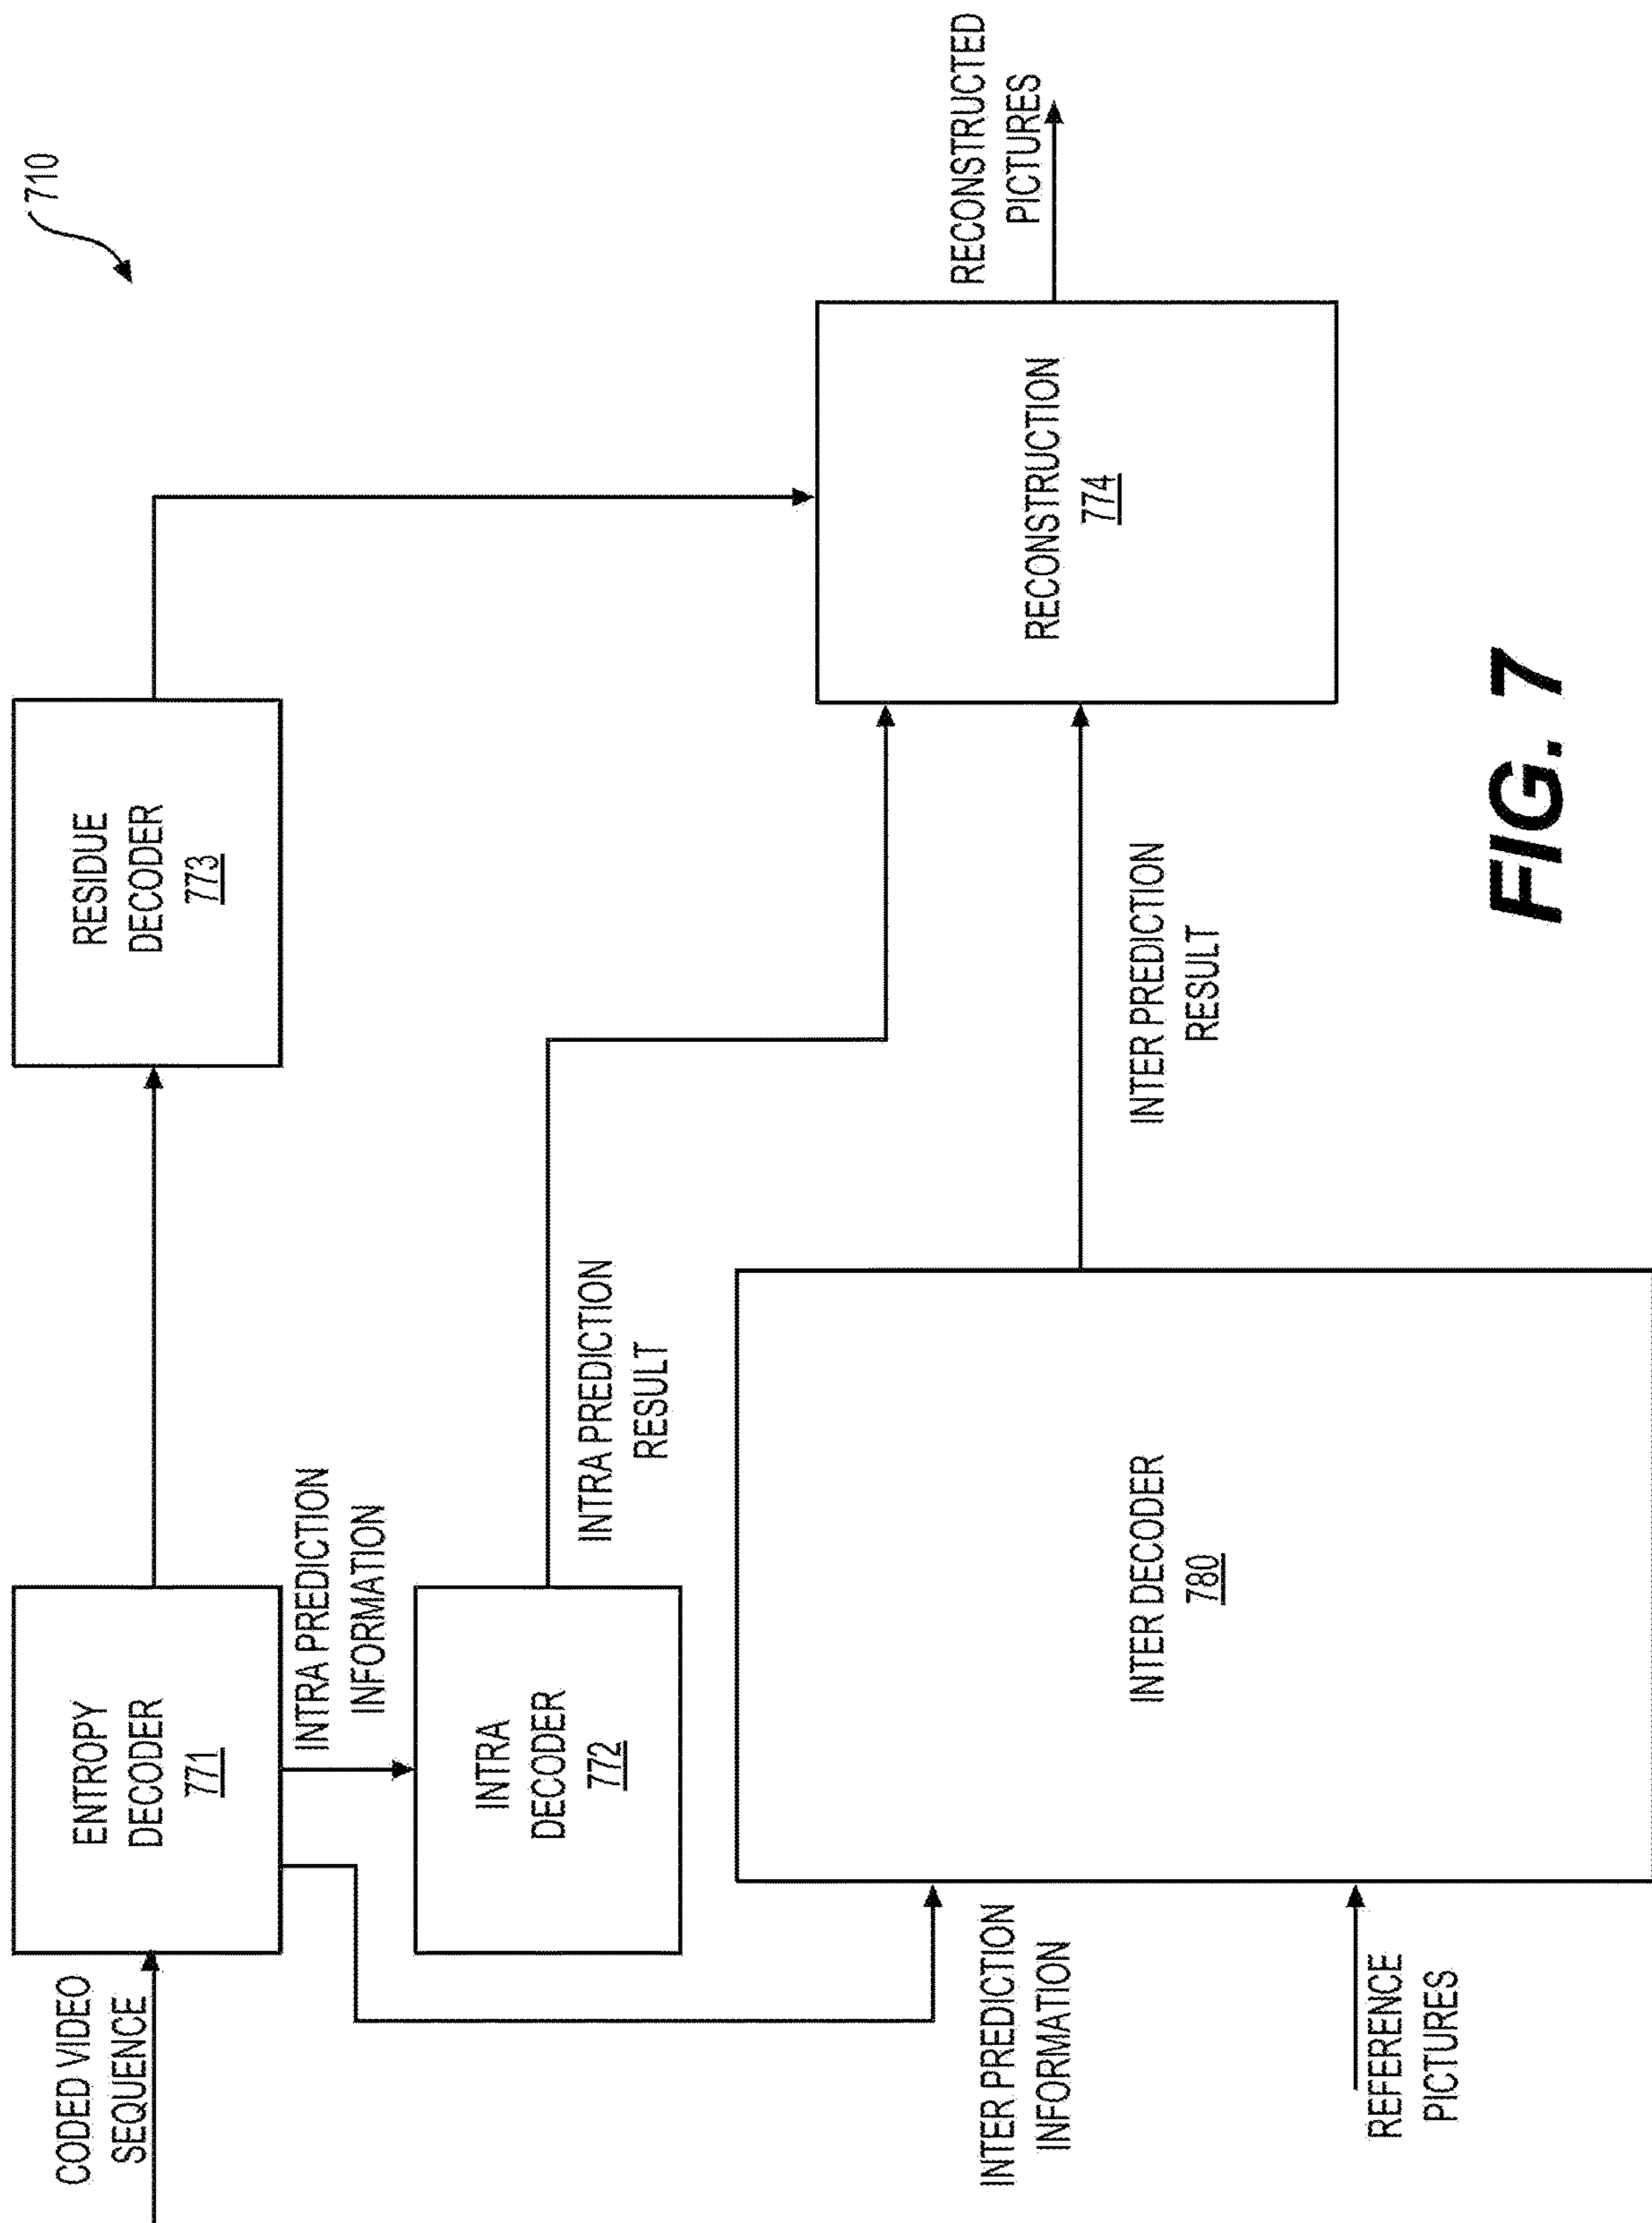 710
CODED VIDEO
SEQUENCE
ENTROPY
DECODER
771
RESIDUE
DECODER
773
INTRA PREDICTION
INFORMATION
INTRA
DECODER
772
INTRA PREDICTION
RESULT
RECONSTRUCTED
PICTURES
RECONSTRUCTION
774
INTER PREDICTION
INFORMATION
INTER DECODER
780
INTER PREDICTION
RESULT
REFERENCE
PICTURES
FIG. 7